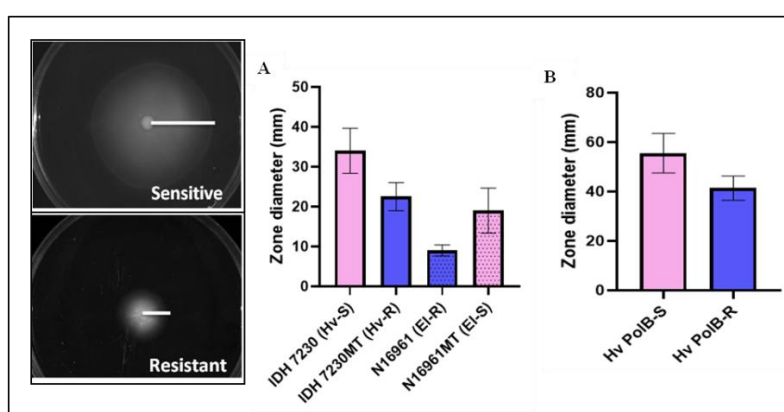 Sensitive
Resistant
A
Zone diameter (mm)
50
40
30
20
10
0
IDH 7230 (Hv-S)
IDH 7230MT (Hv-R)
N16961 (El-R)
N16961MT (El-S)
B
Zone diameter (mm)
80
60
40
20
0
Hv PolB-S
Hv PolB-R